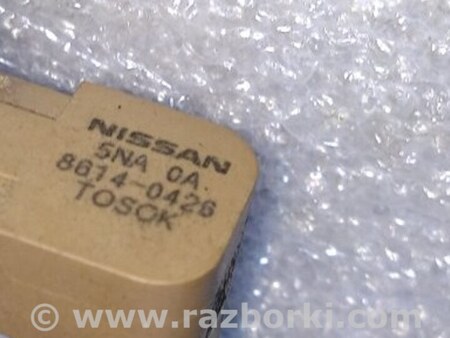 NISSAN
5NA 0A
8614-0426
TOSOK
© www.razborki.com